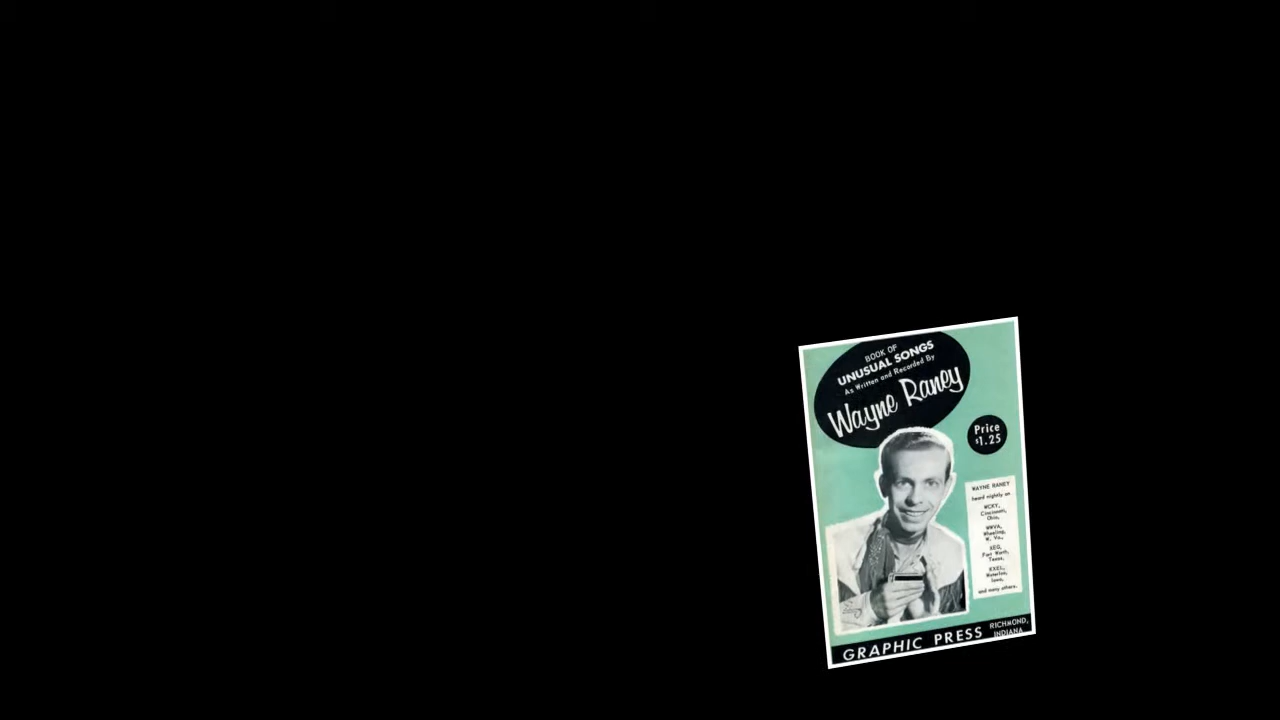 BOOK OF
UNUSUAL SONGS
As Written and Recorded By
Wayne Raney
Price
$1.25
WAYNE RANEY
heard nightly on
WCKY,
Cincinnati,
Ohio,
WWVA,
Wheeling,
W. Va.,
XEG,
Fort Worth,
Texas,
KXEL,
Waterloo,
Iowa,
and many others.
GRAPHIC PRESS
RICHMOND,
INDIANA